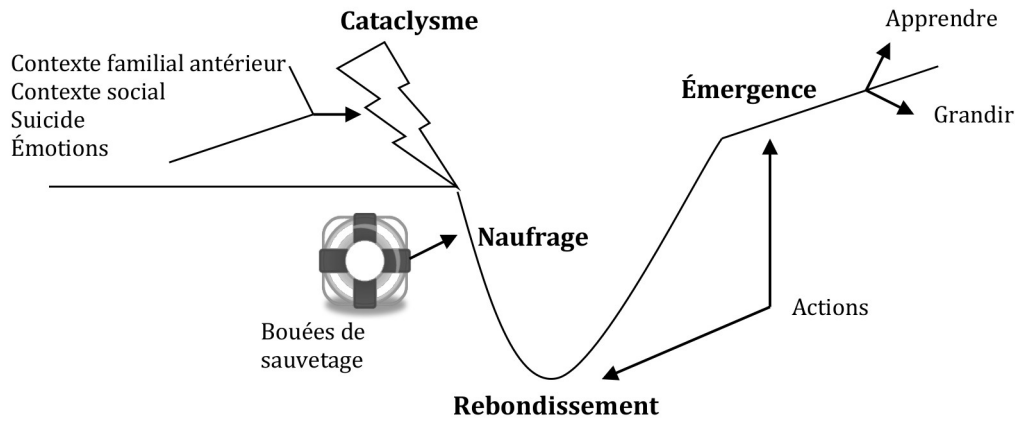 Cataclysme
Apprendre
Contexte familial antérieur
Contexte social
Suicide
Émotions
Émergence
Grandir
Naufrage
Bouées de
sauvetage
Actions
Rebondissement